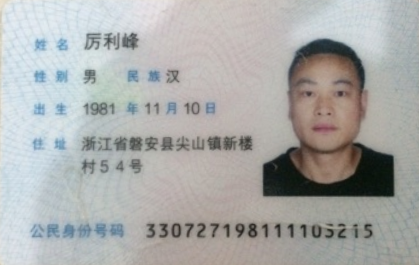 姓名 厉利峰
性别 男 民族 汉
出生 1981 年 11 月 10 日
住址 浙江省磐安县尖山镇新楼
村54号
公民身份号码 330727198111103215